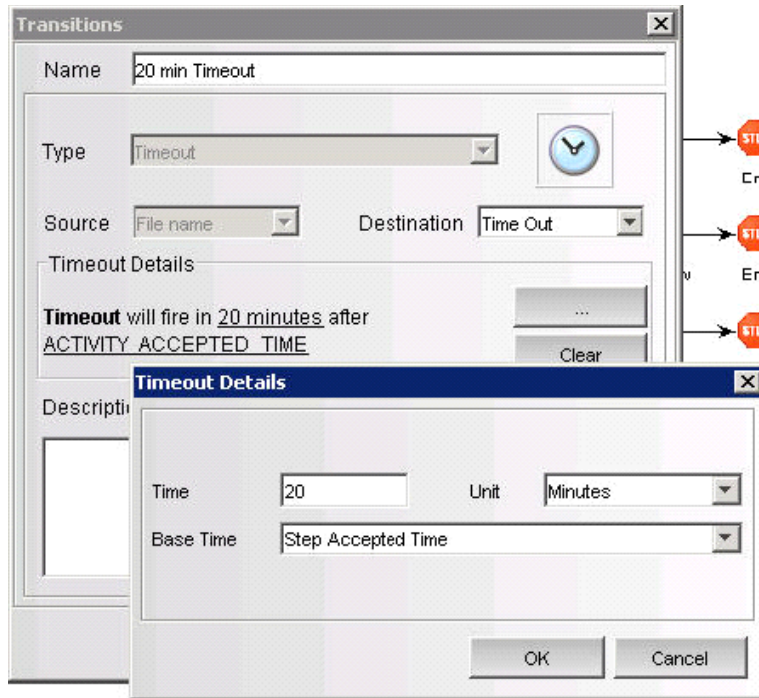 Transitions
Name 20 min Timeout
Type Timeout
Source File name Destination Time Out
Timeout Details
Timeout will fire in 20 minutes after
ACTIVITY_ACCEPTED_TIME
...
Clear
Timeout Details
Time 20 Unit Minutes
Base Time Step Accepted Time
OK Cancel